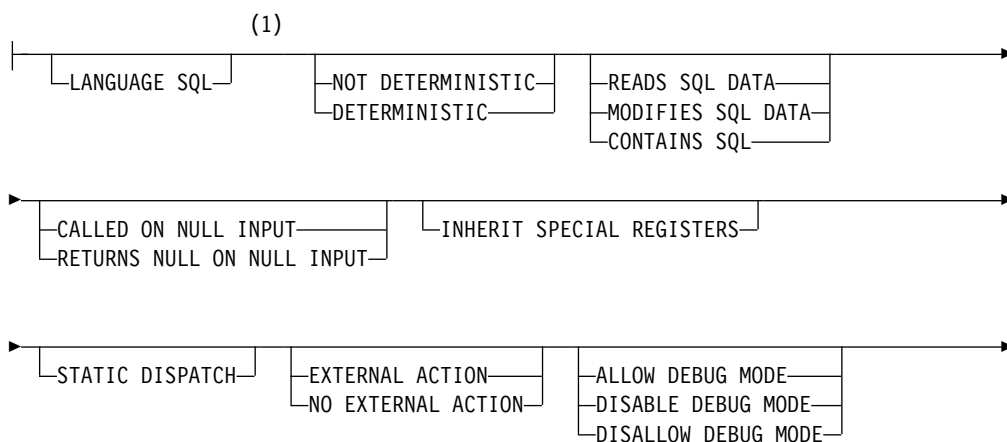 (1)
LANGUAGE SQL NOT DETERMINISTIC READS SQL DATA
DETERMINISTIC MODIFIES SQL DATA
CONTAINS SQL
CALLED ON NULL INPUT INHERIT SPECIAL REGISTERS
RETURNS NULL ON NULL INPUT
STATIC DISPATCH EXTERNAL ACTION ALLOW DEBUG MODE
NO EXTERNAL ACTION DISABLE DEBUG MODE
DISALLOW DEBUG MODE